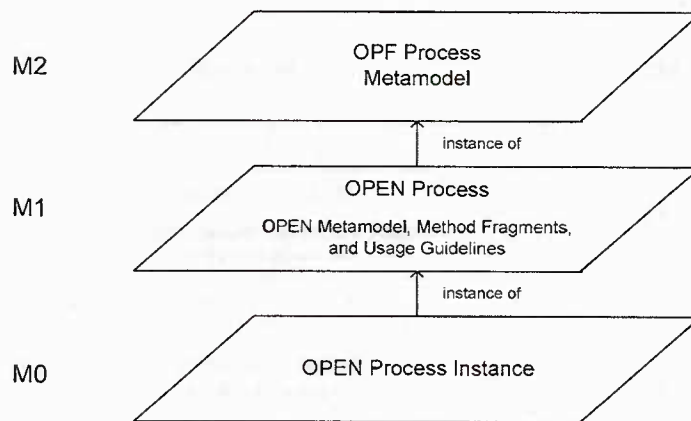 M2
OPF Process
Metamodel
instance of
M1
OPEN Process
OPEN Metamodel, Method Fragments,
and Usage Guidelines
instance of
M0
OPEN Process Instance